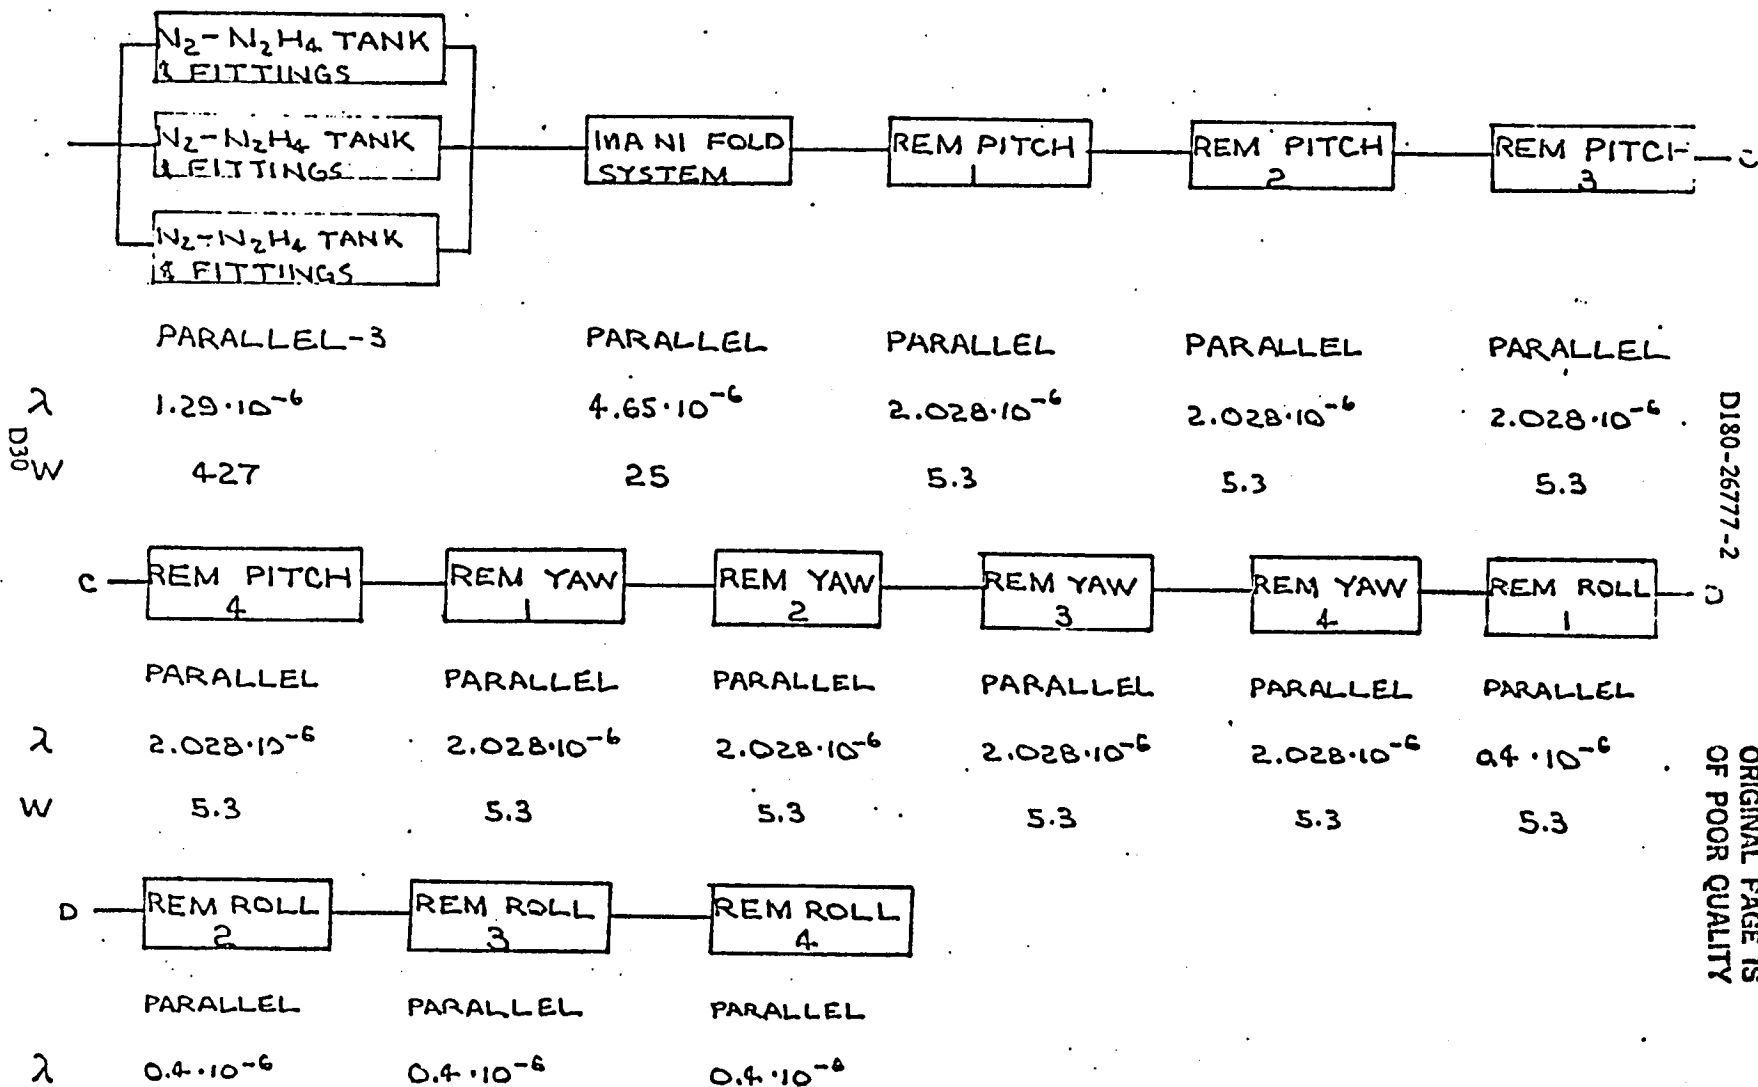 N₂-N₂H₄ TANK
& FITTINGS
N₂-N₂H₄ TANK
& FITTINGS
N₂-N₂H₄ TANK
& FITTINGS
MANIFOLD
SYSTEM
REM PITCH
1
REM PITCH
2
REM PITCH
3
C
PARALLEL-3 PARALLEL PARALLEL PARALLEL PARALLEL
λ 1.29·10⁻⁶ 4.65·10⁻⁶ 2.028·10⁻⁶ 2.028·10⁻⁶ 2.028·10⁻⁶
W 427 25 5.3 5.3 5.3
C
REM PITCH
4
REM YAW
1
REM YAW
2
REM YAW
3
REM YAW
4
REM ROLL
1
D
PARALLEL PARALLEL PARALLEL PARALLEL PARALLEL PARALLEL
λ 2.028·10⁻⁶ 2.028·10⁻⁶ 2.028·10⁻⁶ 2.028·10⁻⁶ 2.028·10⁻⁶ 0.4·10⁻⁶
W 5.3 5.3 5.3 5.3 5.3 5.3
D
REM ROLL
2
REM ROLL
3
REM ROLL
4
PARALLEL PARALLEL PARALLEL
λ 0.4·10⁻⁶ 0.4·10⁻⁶ 0.4·10⁻⁶
D30
D180-26777-2
ORIGINAL PAGE IS
OF POOR QUALITY